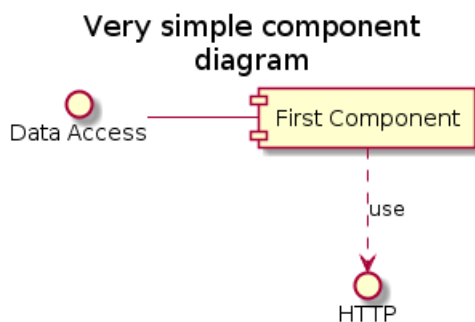 Very simple component
diagram
First Component
Data Access
use
HTTP